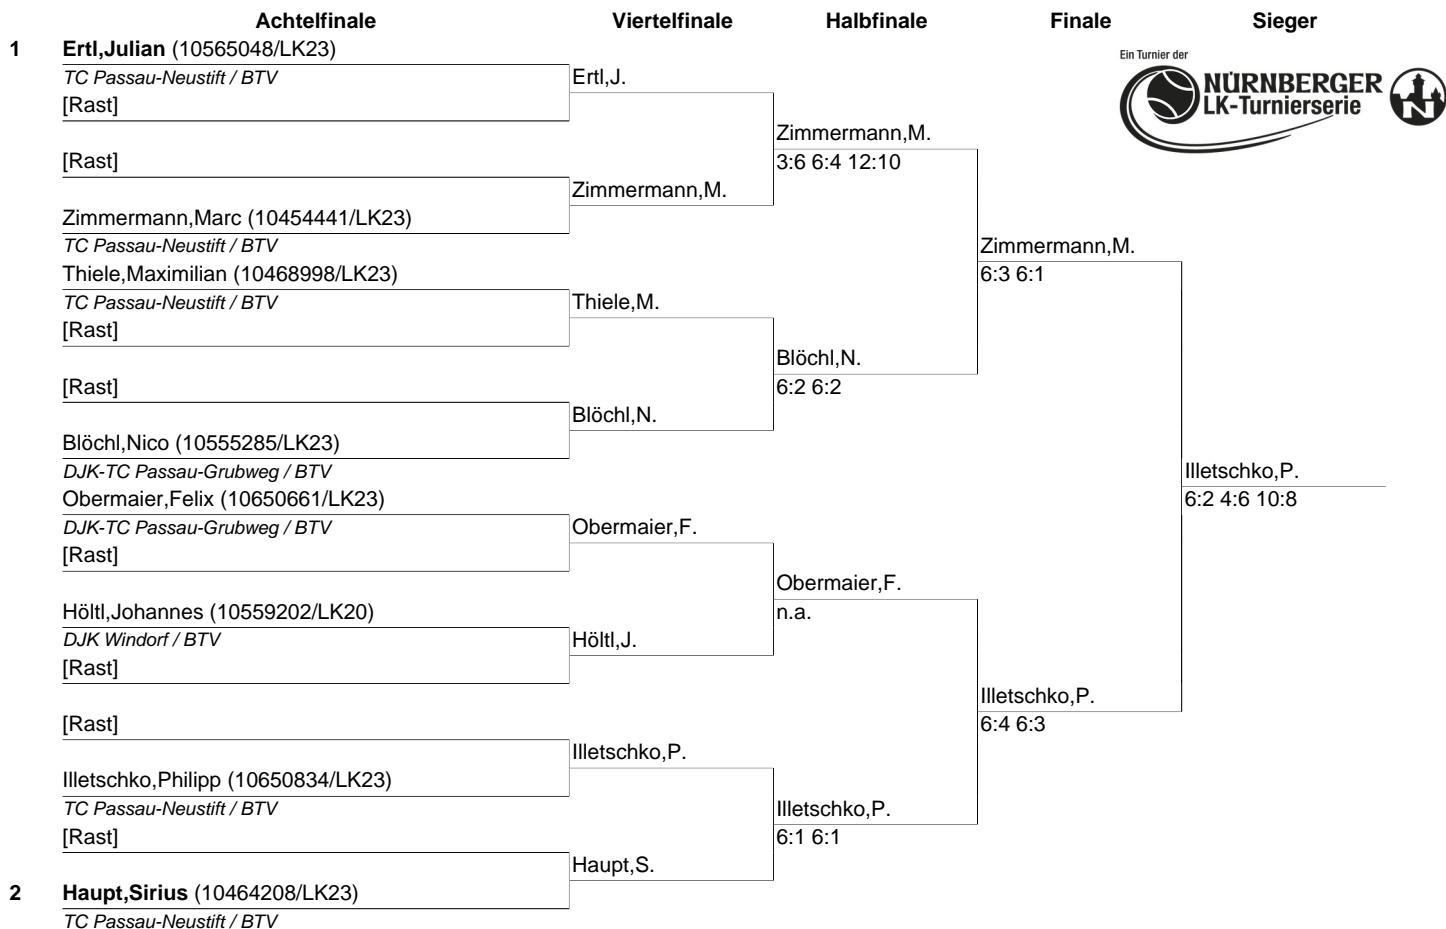 Achtelfinale Viertelfinale Halbfinale Finale Sieger
1 Ertl,Julian (10565048/LK23)
Ein Turnier der
NÜRNBERGER
LK-Turnierserie
N
TC Passau-Neustift / BTV
Ertl,J.
[Rast]
Zimmermann,M.
[Rast]
3:6 6:4 12:10
Zimmermann,M.
Zimmermann,Marc (10454441/LK23)
TC Passau-Neustift / BTV
Zimmermann,M.
Thiele,Maximilian (10468998/LK23)
6:3 6:1
TC Passau-Neustift / BTV
Thiele,M.
[Rast]
Blöchl,N.
[Rast]
6:2 6:2
Blöchl,N.
Blöchl,Nico (10555285/LK23)
DJK-TC Passau-Grubweg / BTV
Illetschko,P.
Obermaier,Felix (10650661/LK23)
6:2 4:6 10:8
DJK-TC Passau-Grubweg / BTV
Obermaier,F.
[Rast]
Obermaier,F.
Höltl,Johannes (10559202/LK20)
n.a.
DJK Windorf / BTV
Höltl,J.
[Rast]
Illetschko,P.
[Rast]
6:4 6:3
Illetschko,P.
Illetschko,Philipp (10650834/LK23)
TC Passau-Neustift / BTV
Illetschko,P.
[Rast]
6:1 6:1
Haupt,S.
2 Haupt,Sirius (10464208/LK23)
TC Passau-Neustift / BTV